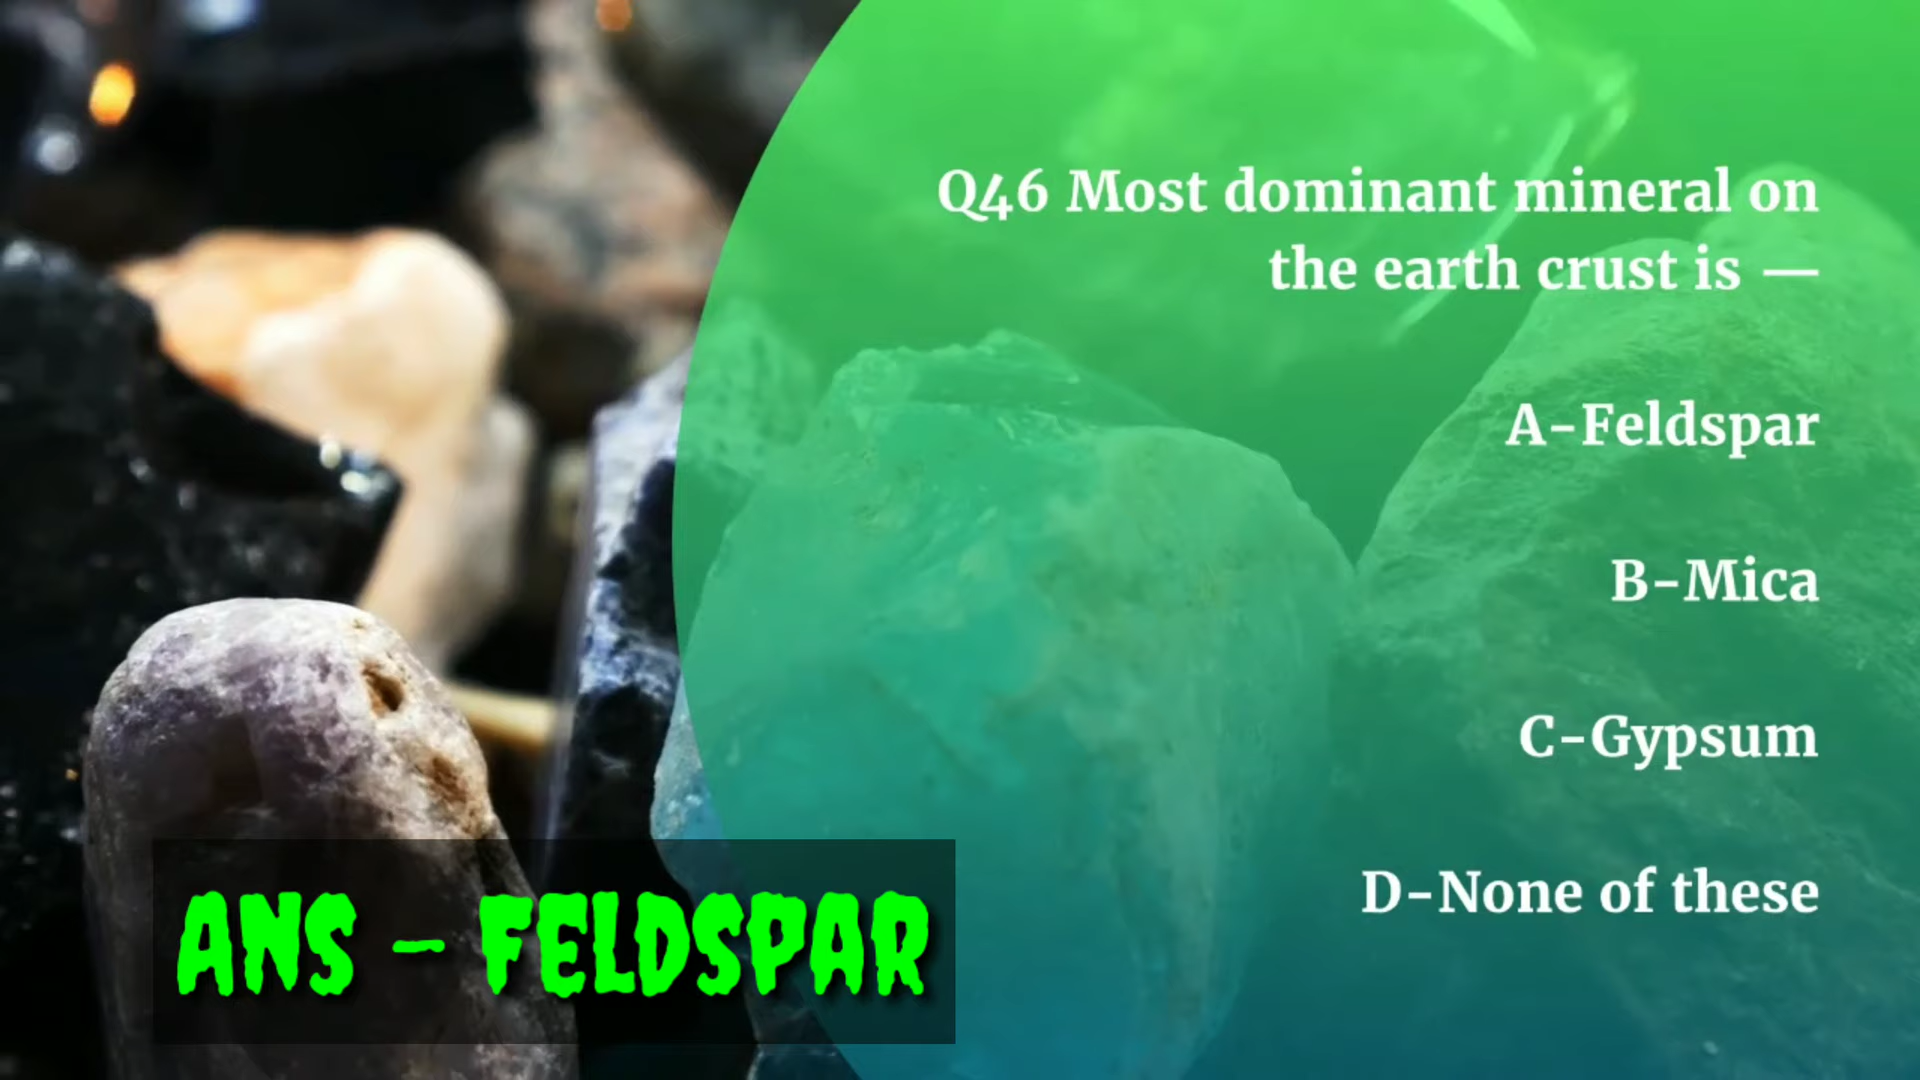 Q46 Most dominant mineral on
the earth crust is —
A-Feldspar
B-Mica
C-Gypsum
D-None of these
ANS - FELDSPAR